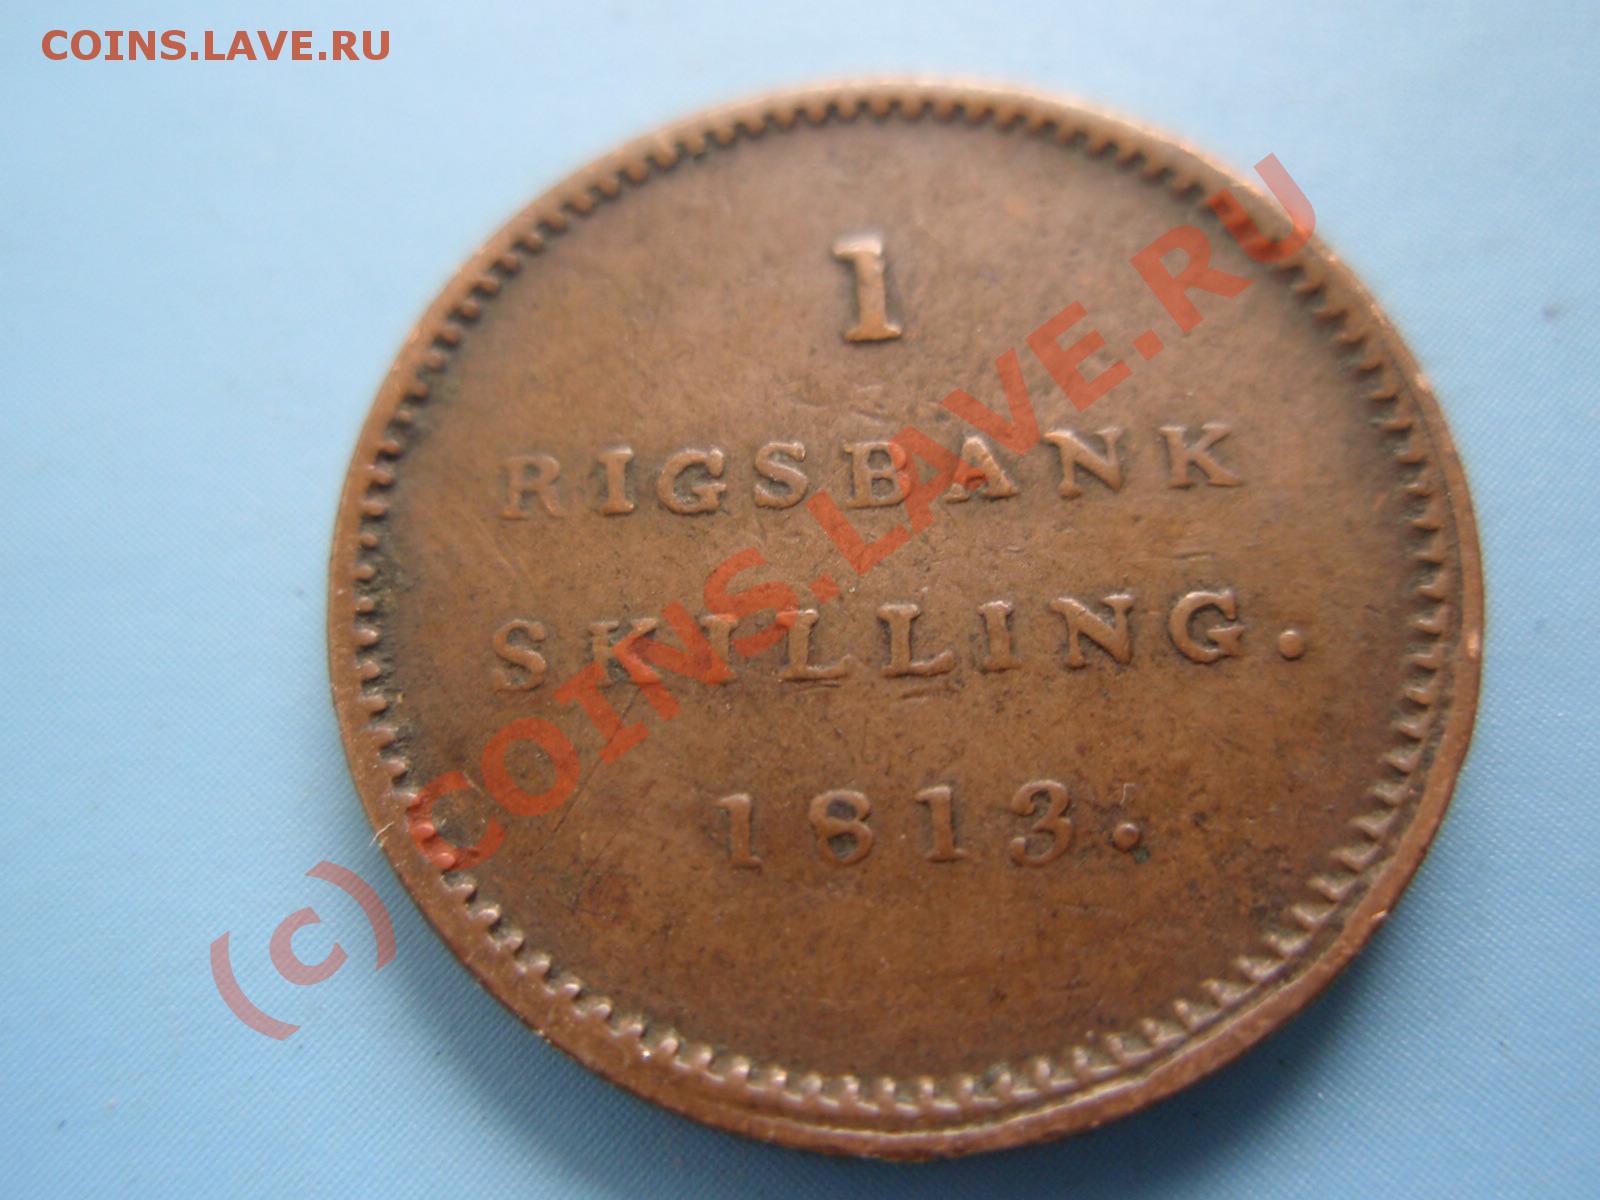 COINS.LAVE.RU
1
RIGSBANK
SKILLING.
1813.
(c) COINS.LAVE.RU